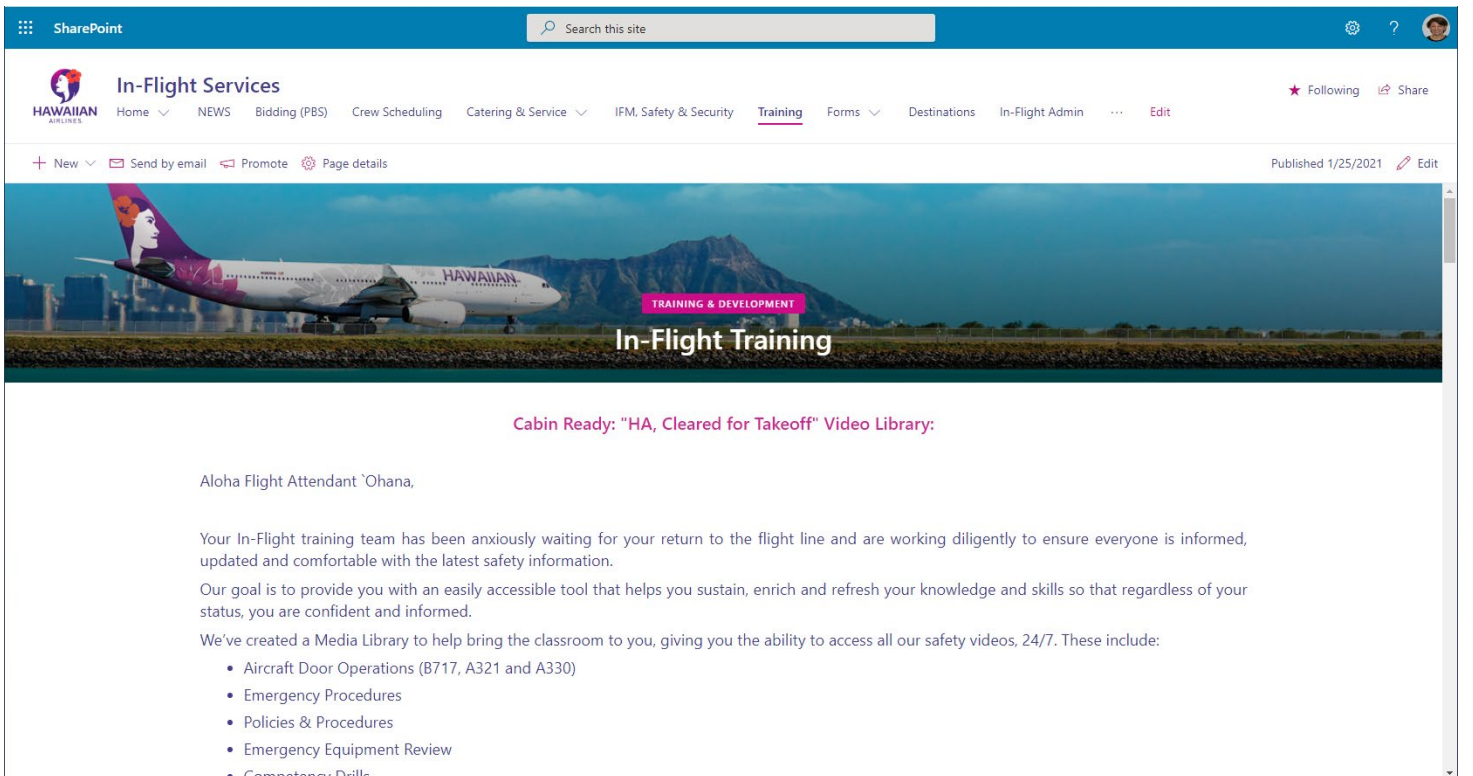 SharePoint
Search this site
?
HAWAIIAN
AIRLINES
In-Flight Services
Home NEWS Bidding (PBS) Crew Scheduling Catering & Service IFM, Safety & Security Training Forms Destinations In-Flight Admin ··· Edit
Following Share
New Send by email Promote Page details
Published 1/25/2021 Edit
HAWAIIAN
TRAINING & DEVELOPMENT
In-Flight Training
Cabin Ready: "HA, Cleared for Takeoff" Video Library:
Aloha Flight Attendant `Ohana,
Your In-Flight training team has been anxiously waiting for your return to the flight line and are working diligently to ensure everyone is informed,
updated and comfortable with the latest safety information.
Our goal is to provide you with an easily accessible tool that helps you sustain, enrich and refresh your knowledge and skills so that regardless of your
status, you are confident and informed.
We've created a Media Library to help bring the classroom to you, giving you the ability to access all our safety videos, 24/7. These include:
• Aircraft Door Operations (B717, A321 and A330)
• Emergency Procedures
• Policies & Procedures
• Emergency Equipment Review
• Competency Drills